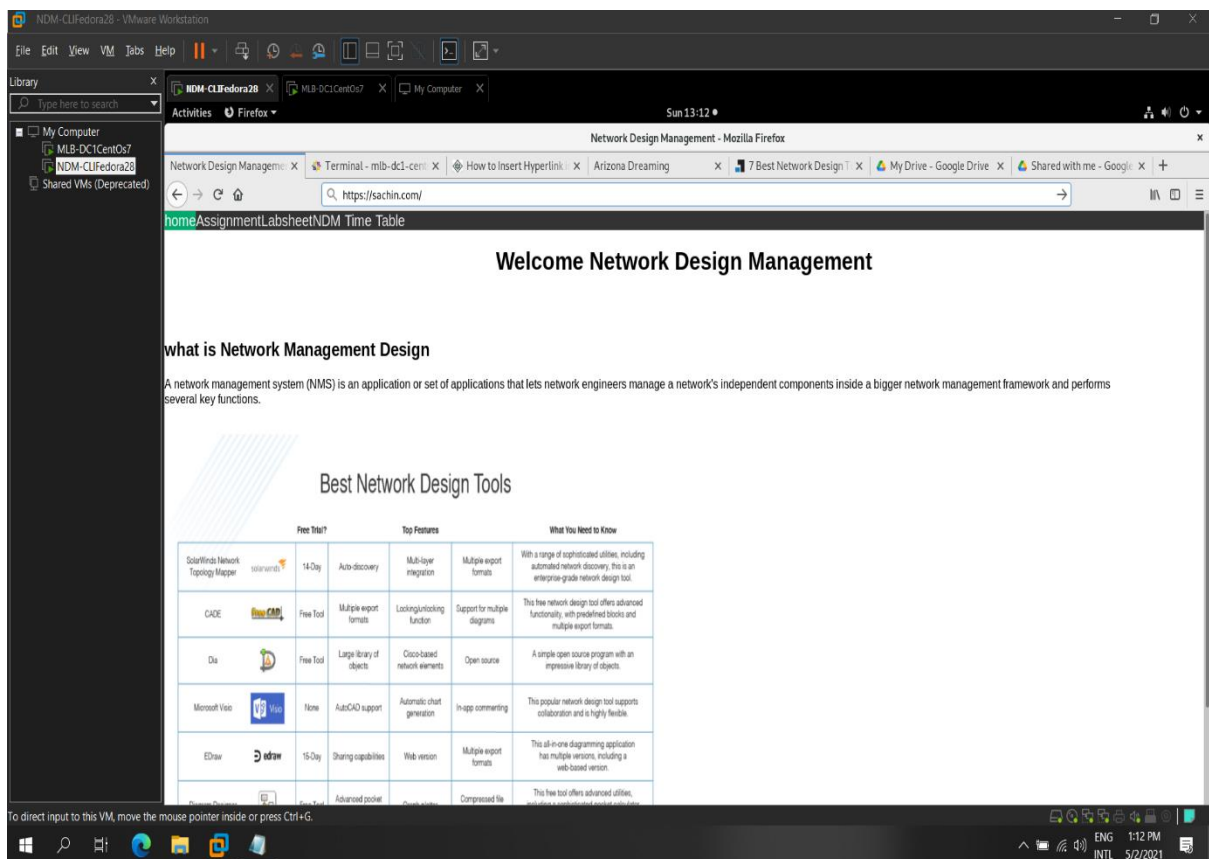 NDM-CLIFedora28 - VMware Workstation
File Edit View VM Tabs Help
Library
Type here to search
My Computer
MLB-DC1CentOs7
NDM-CLIFedora28
Shared VMs (Deprecated)
NDM-CLIFedora28 MLB-DC1CentOs7 My Computer
Activities Firefox Sun 13:12
Network Design Management - Mozilla Firefox
Network Design Manageme Terminal - mlb-dc1-cent How to Insert Hyperlink i Arizona Dreaming 7 Best Network Design T My Drive - Google Drive Shared with me - Google
https://sachin.com/
homeAssignmentLabsheetNDM Time Table
Welcome Network Design Management
what is Network Management Design
A network management system (NMS) is an application or set of applications that lets network engineers manage a network's independent components inside a bigger network management framework and performs
several key functions.
Best Network Design Tools
Free Trial? Top Features What You Need to Know
SolarWinds Network
Topology Mapper
solarwinds
14-Day
Auto-discovery
Multi-layer
integration
Multiple export
formats
With a range of sophisticated utilities, including
automated network discovery, this is an
enterprise-grade network design tool.
CADE
FreeCAD
Free Tool
Multiple export
formats
Locking/unlocking
function
Support for multiple
diagrams
This free network design tool offers advanced
functionality, with predefined blocks and
multiple export formats.
Dia
Free Tool
Large library of
objects
Cisco-based
network elements
Open source
A simple open source program with an
impressive library of objects.
Microsoft Visio
Visio
None
AutoCAD support
Automatic chart
generation
In-app commenting
This popular network design tool supports
collaboration and is highly flexible.
EDraw
edraw
15-Day
Sharing capabilities
Web version
Multiple export
formats
This all-in-one diagramming application
has multiple versions, including a
web-based version.
Free Tool
Advanced pocket
Compressed file
This free tool offers advanced utilities,
To direct input to this VM, move the mouse pointer inside or press Ctrl+G.
ENG 1:12 PM
INTL 5/2/2021